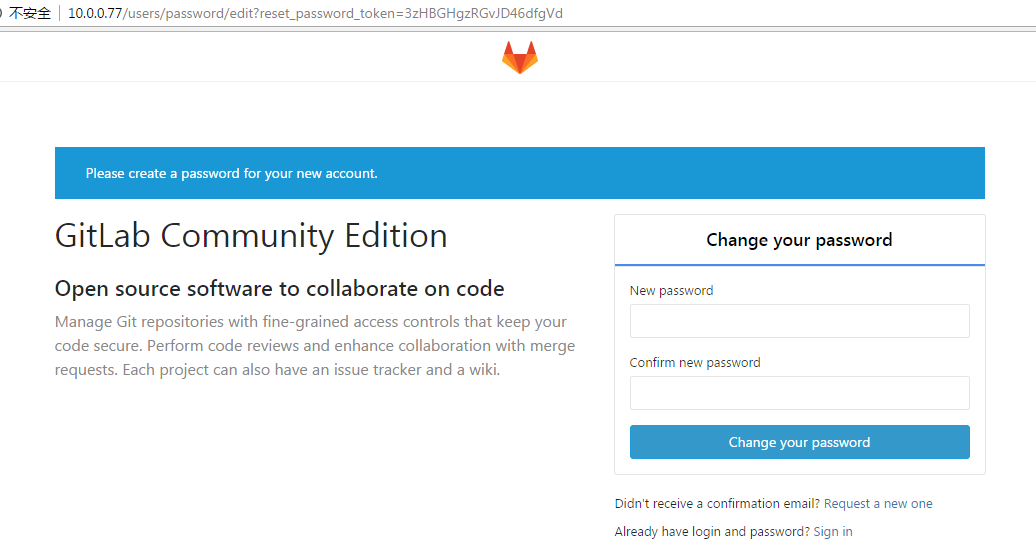 不安全 10.0.0.77/users/password/edit?reset_password_token=3zHBGHgzRGvJD46dfgVd
Please create a password for your new account.
GitLab Community Edition
Open source software to collaborate on code
Manage Git repositories with fine-grained access controls that keep your
code secure. Perform code reviews and enhance collaboration with merge
requests. Each project can also have an issue tracker and a wiki.
Change your password
New password
Confirm new password
Change your password
Didn't receive a confirmation email? Request a new one
Already have login and password? Sign in